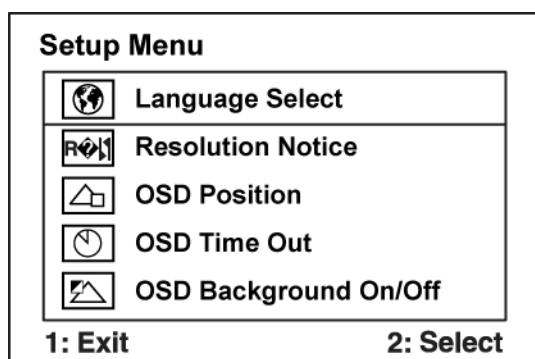 Setup Menu
Language Select
Resolution Notice
OSD Position
OSD Time Out
OSD Background On/Off
1: Exit 2: Select